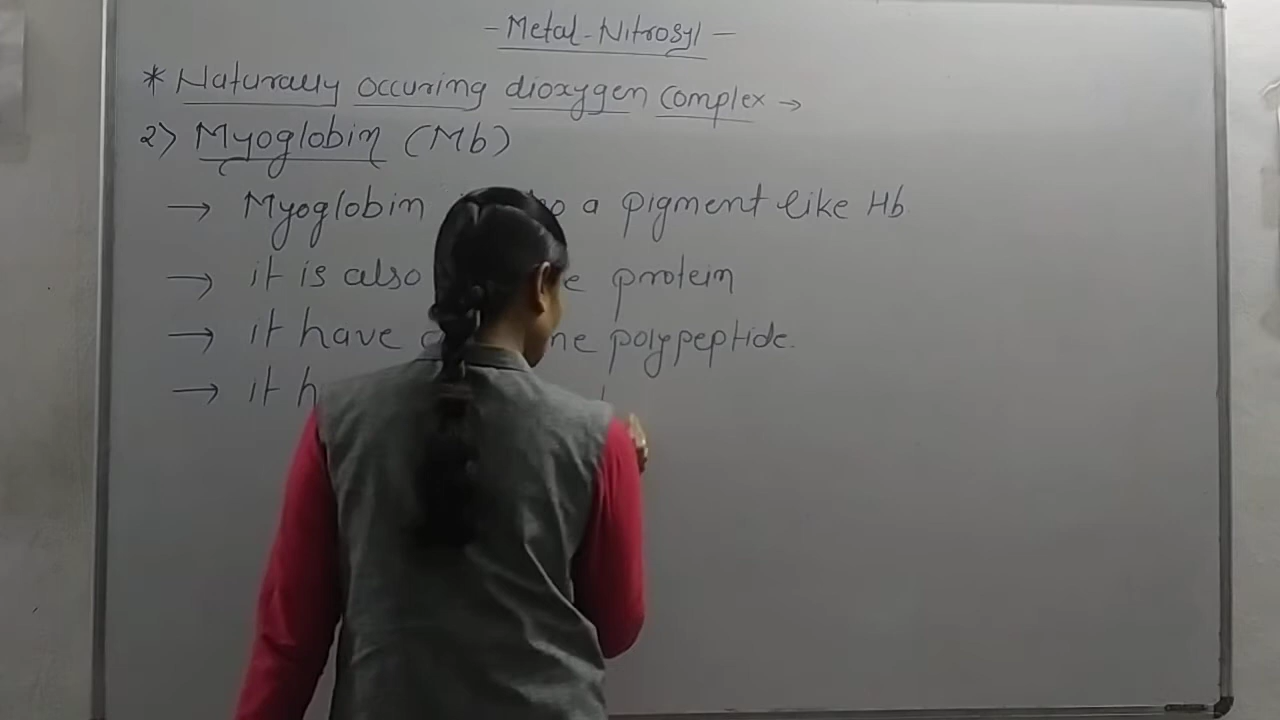 - Metal-Nitrosyl -
* Naturally occuring dioxygen complex →
2) Myoglobin (Mb)
→ Myoglobin a pigment like Hb
→ it is also protein
→ it have polypeptide.
→ it